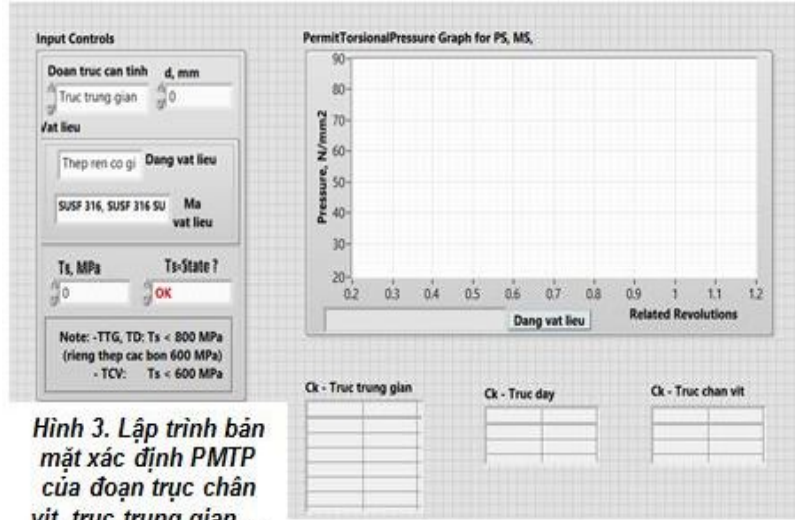 Input Controls
Doan truc can tinh d, mm
Truc trung gian 0
Vat lieu
Thep ren co gi Dang vat lieu
SUSF 316, SUSF 316 SU Ma
vat lieu
Ts, MPa Ts-State ?
0 OK
Note: -TTG, TD: Ts < 800 MPa
(rieng thep cac bon 600 MPa)
- TCV: Ts < 600 MPa
Hình 3. Lập trình bản
mặt xác định PMTP
của đoạn trục chân
vịt, trục trung gian
PermitTorsionalPressure Graph for PS, MS,
Pressure, N/mm2
90
80
70
60
50
40
30
20
0.2 0.3 0.4 0.5 0.6 0.7 0.8 0.9 1 1.1 1.2
Dang vat lieu Related Revolutions
Ck - Truc trung gian Ck - Truc day Ck - Truc chan vit